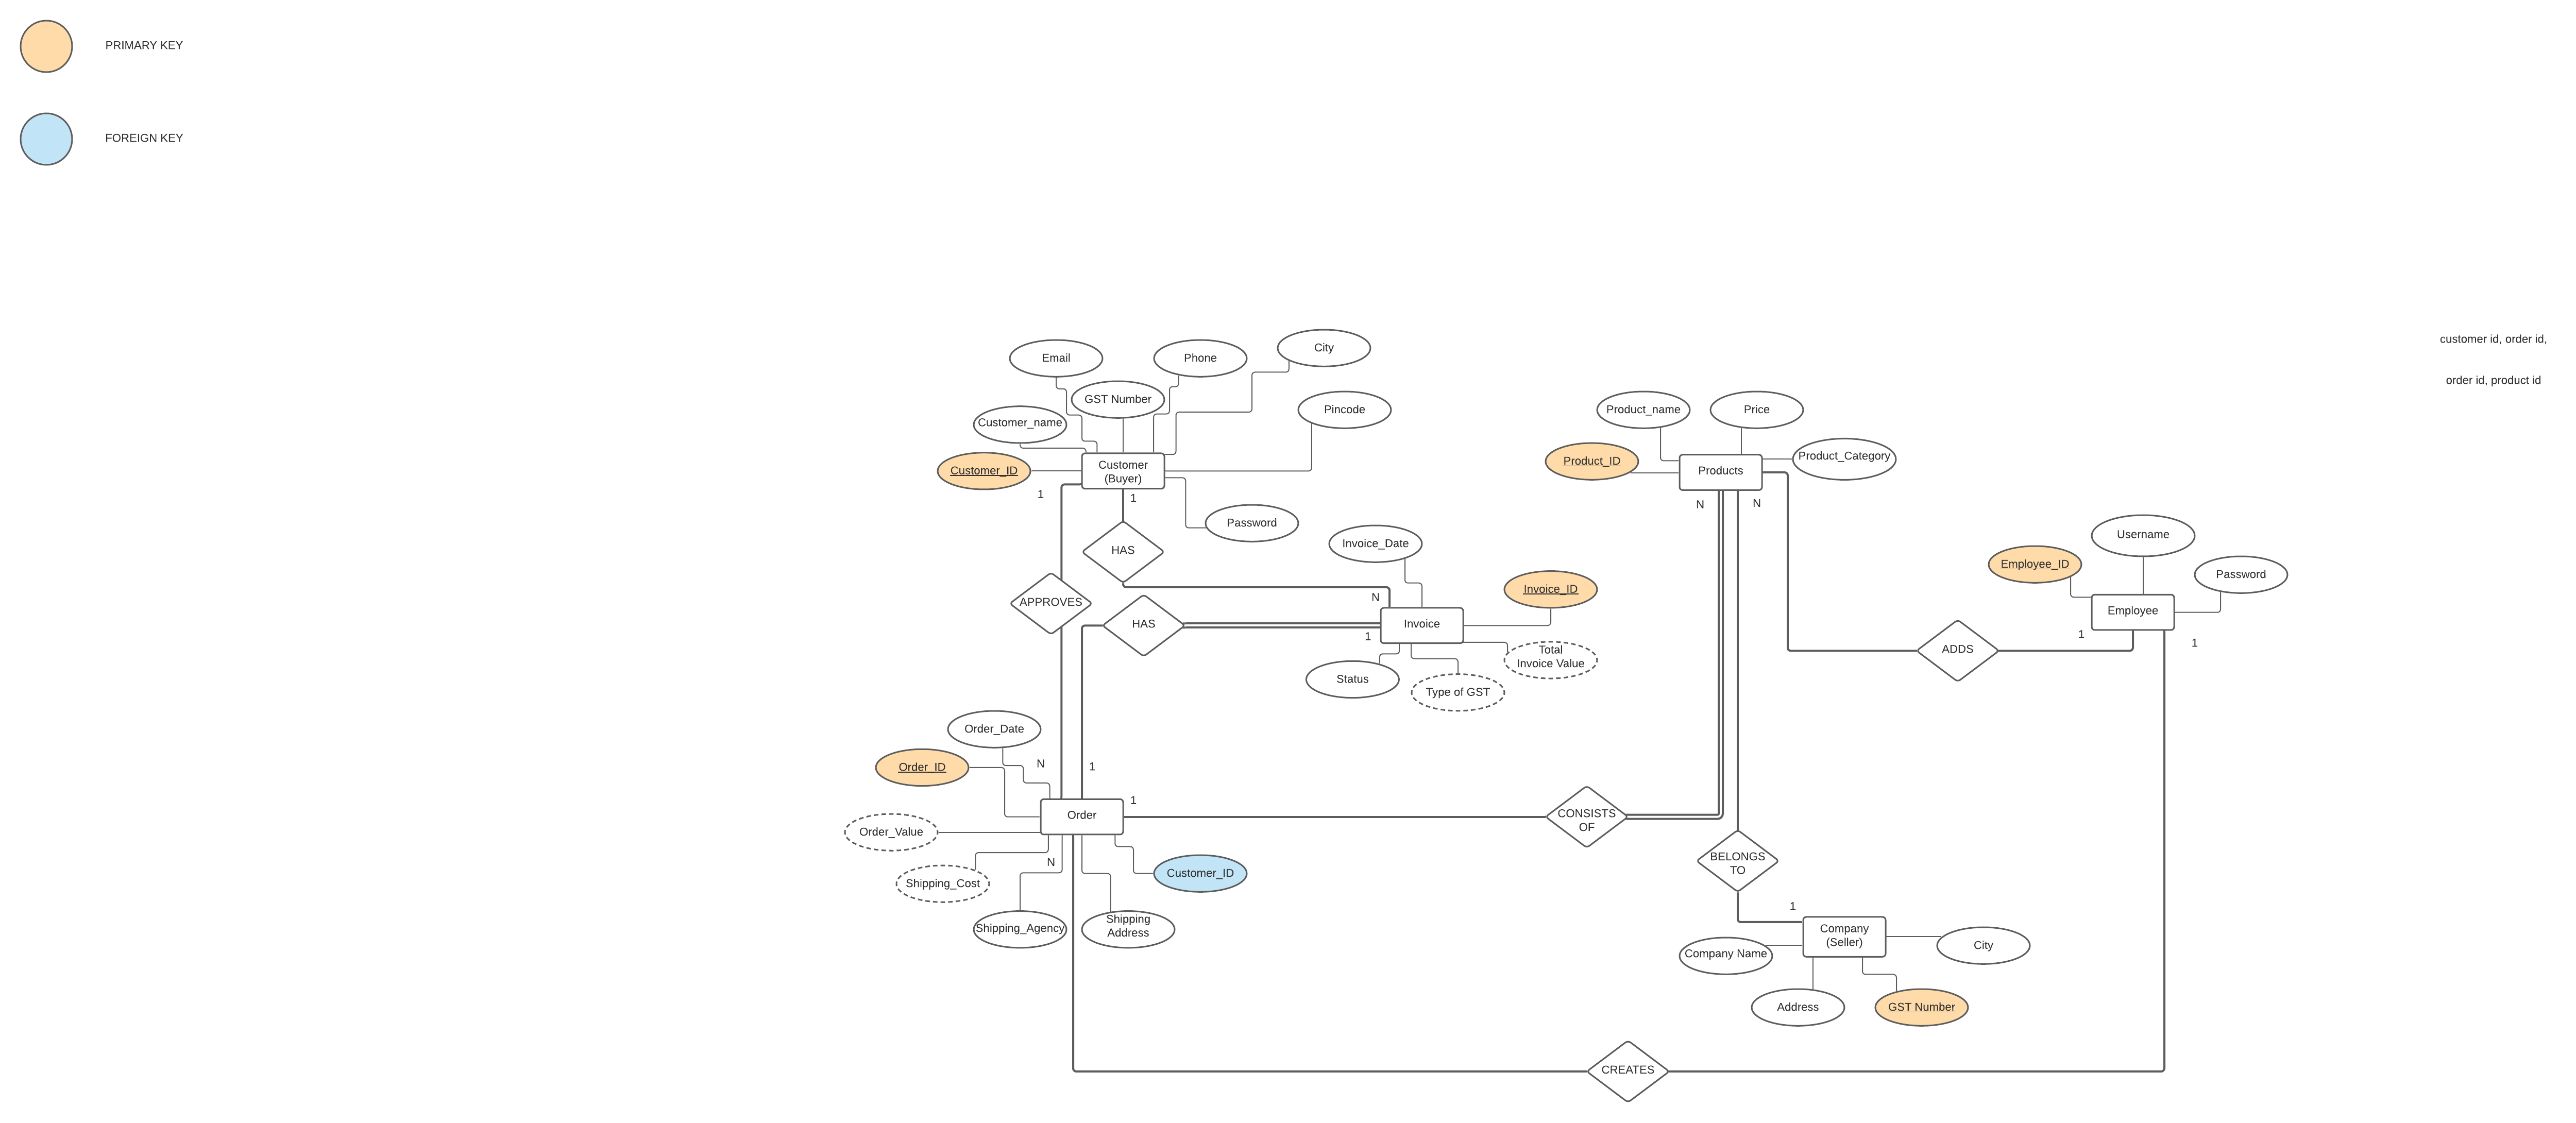 PRIMARY KEY
FOREIGN KEY
customer id, order id,
order id, product id
Email
Phone
City
GST Number
Customer_name
Pincode
Customer_ID
Customer
(Buyer)
1
1
Password
HAS
APPROVES
HAS
Product_name
Price
Product_ID
Products
Product_Category
N
N
Invoice_Date
Invoice_ID
N
Invoice
1
Total
Invoice Value
Status
Type of GST
Username
Employee_ID
Password
Employee
1
1
ADDS
Order_Date
Order_ID
N
1
1
Order
Order_Value
N
Shipping_Cost
Customer_ID
Shipping_Agency
Shipping
Address
CONSISTS
OF
BELONGS
TO
1
Company
(Seller)
Company Name
City
Address
GST Number
CREATES